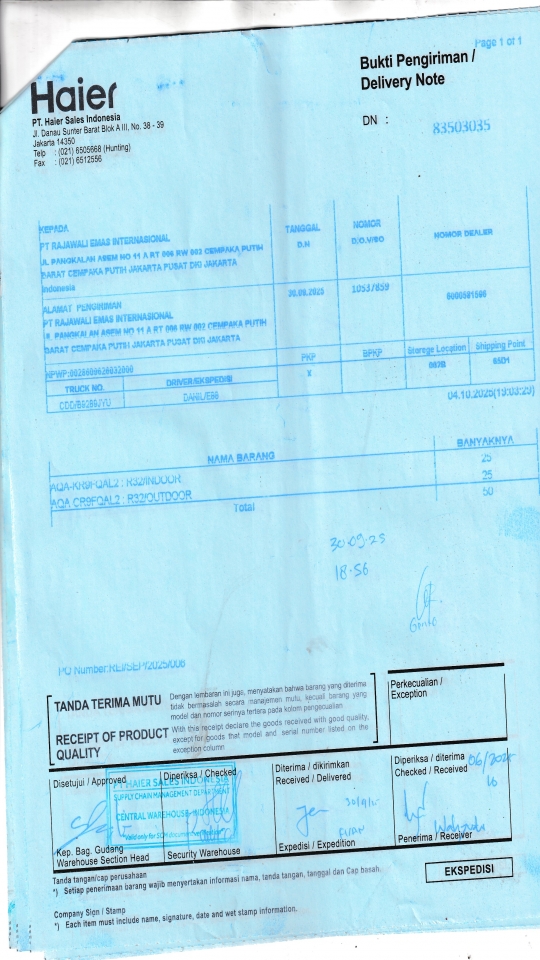 Page 1 of 1
Bukti Pengiriman /
Delivery Note
Haier
PT. Haier Sales Indonesia
Jl. Danau Sunter Barat Blok A III, No. 38 - 39
Jakarta 14350
Telp : (021) 6505668 (Hunting)
Fax : (021) 6512556
DN : 83503035
KEPADA
PT RAJAWALI EMAS INTERNASIONAL
JL. PANGKALAN ASEM NO 11 A RT 006 RW 003 CEMPAKA PUTIH
BARAT CEMPAKA PUTIH JAKARTA PUSAT DKI JAKARTA
Indonesia
TANGGAL
D.N
NOMOR
D.O./V/SO
NOMOR DEALER
30.09.2025
10537859
ALAMAT PENGIRIMAN
PT RAJAWALI EMAS INTERNASIONAL
JL. PANGKALAN ASEM NO 11 A RT 006 RW 003 CEMPAKA PUTIH
BARAT CEMPAKA PUTIH JAKARTA PUSAT DKI JAKARTA
PKP
BPKP
Storege Location
Shipping Point
X
NPWP:0028600626032000
TRUCK NO.
DRIVER/EKSPEDISI
04.10.2025(19:03:29)
NAMA BARANG
BANYAKNYA
AQA-KR9FQAL2 : R32/INDOOR
25
AQA CR9FQAL2 : R32/OUTDOOR
25
Total
50
30.09.25
18.56
PO Number:REI/SEP/2025/006
TANDA TERIMA MUTU
Dengan lembaran ini juga, menyatakan bahwa barang yang diterima
tidak bermasalah secara manajemen mutu, kecuali barang yang
model dan nomor serinnya tertera pada kolom pengecualian
RECEIPT OF PRODUCT
QUALITY
With this receipt declare the goods received with good quality,
except for goods that model and serial number listed on the
exception column
Perkecualian /
Exception
Disetujui / Approved
Diperiksa / Checked
Diterima / dikirimkan
Received / Delivered
Diperiksa / diterima
Checked / Received
PT HAIER SALES INDONESIA
SUPPLY CHAIN MANAGEMENT DEPARTMENT
CENTRAL WAREHOUSE-INDONESIA
Kep. Bag. Gudang
Warehouse Section Head
Security Warehouse
Expedisi / Expedition
Penerima / Receiver
Tanda tangan/cap perusahaan
*) Setiap penerimaan barang wajib menyertakan informasi nama, tanda tangan, tanggal dan Cap basah.
EKSPEDISI
Company Sign / Stamp
*) Each item must include name, signature, date and wet stamp information.